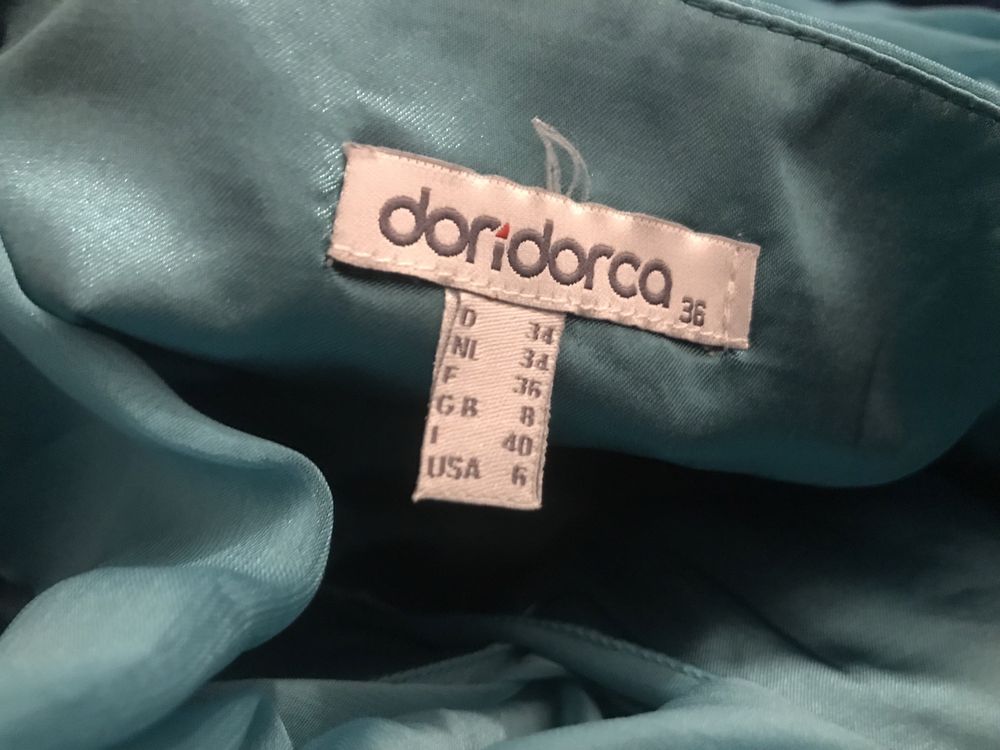 doridorca 36
D 34
NL 34
F 36
GB 8
I 40
USA 6